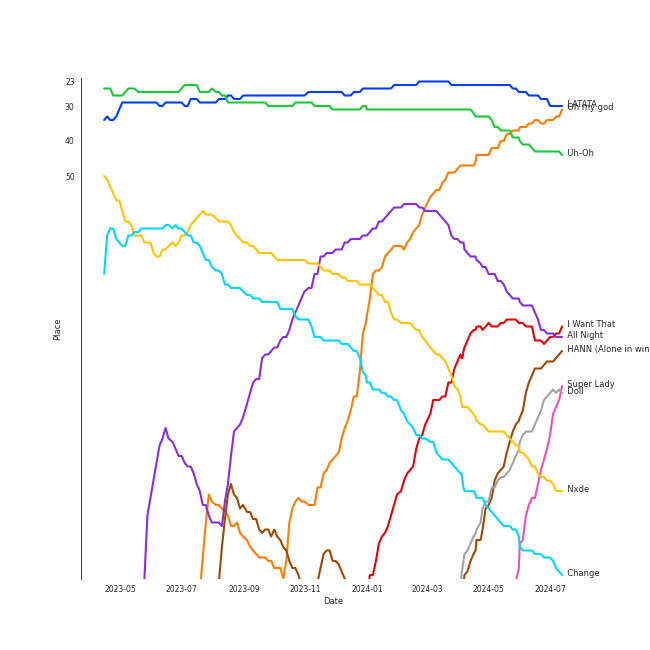 23
30
40
50
Place
LATATA
Oh my god
Uh-Oh
I Want That
All Night
HANN (Alone in win
Super Lady
Doll
Nxde
Change
2023-05
2023-07
2023-09
2023-11
2024-01
2024-03
2024-05
2024-07
Date